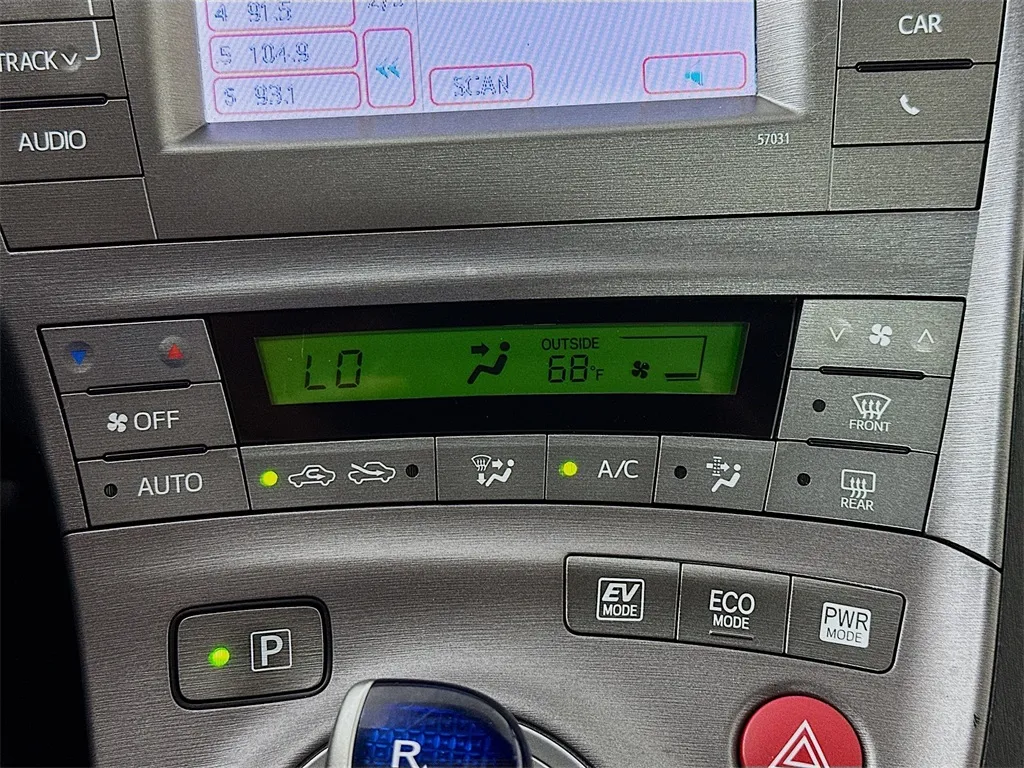 4 91.5
TRACK
5 104.9
5 93.1
SCAN
CAR
AUDIO
57031
LO
OUTSIDE
68°F
OFF
AUTO
A/C
FRONT
REAR
EV
MODE
ECO
MODE
PWR
MODE
P
R